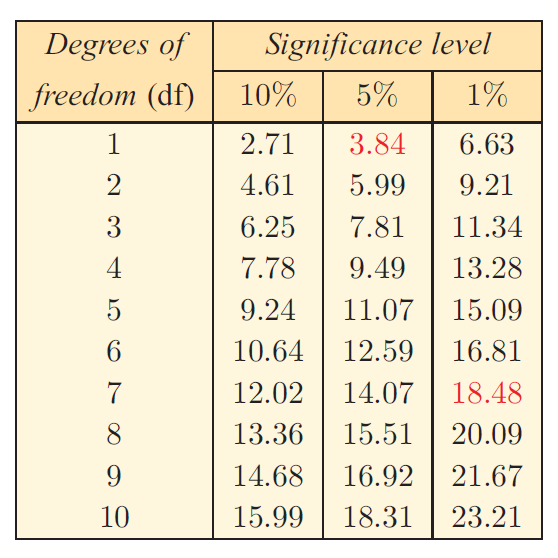 Degrees of Significance level
freedom (df) 10% 5% 1%
1 2.71 3.84 6.63
2 4.61 5.99 9.21
3 6.25 7.81 11.34
4 7.78 9.49 13.28
5 9.24 11.07 15.09
6 10.64 12.59 16.81
7 12.02 14.07 18.48
8 13.36 15.51 20.09
9 14.68 16.92 21.67
10 15.99 18.31 23.21